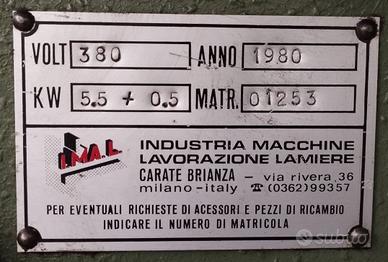 VOLT 380 ANNO 1980
KW 5.5 + 0.5 MATR. 01253
I.MA.L. INDUSTRIA MACCHINE
LAVORAZIONE LAMIERE
CARATE BRIANZA - via rivera,36
milano-italy ☎ (0362) 99357
PER EVENTUALI RICHIESTE DI ACESSORI E PEZZI DI RICAMBIO
INDICARE IL NUMERO DI MATRICOLA
subito